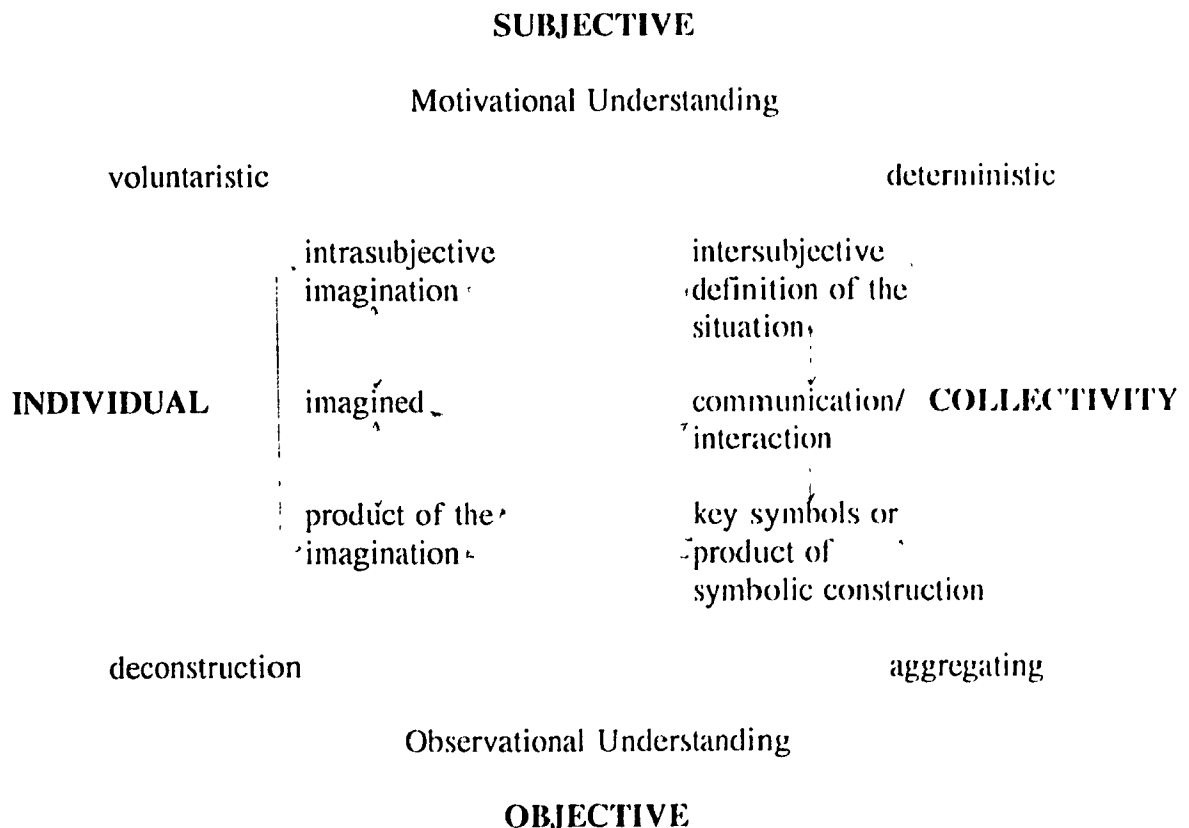 SUBJECTIVE
Motivational Understanding
voluntaristic deterministic
intrasubjective intersubjective
imagination definition of the
situation
INDIVIDUAL imagined communication/ COLLECTIVITY
interaction
product of the key symbols or
imagination product of
symbolic construction
deconstruction aggregating
Observational Understanding
OBJECTIVE